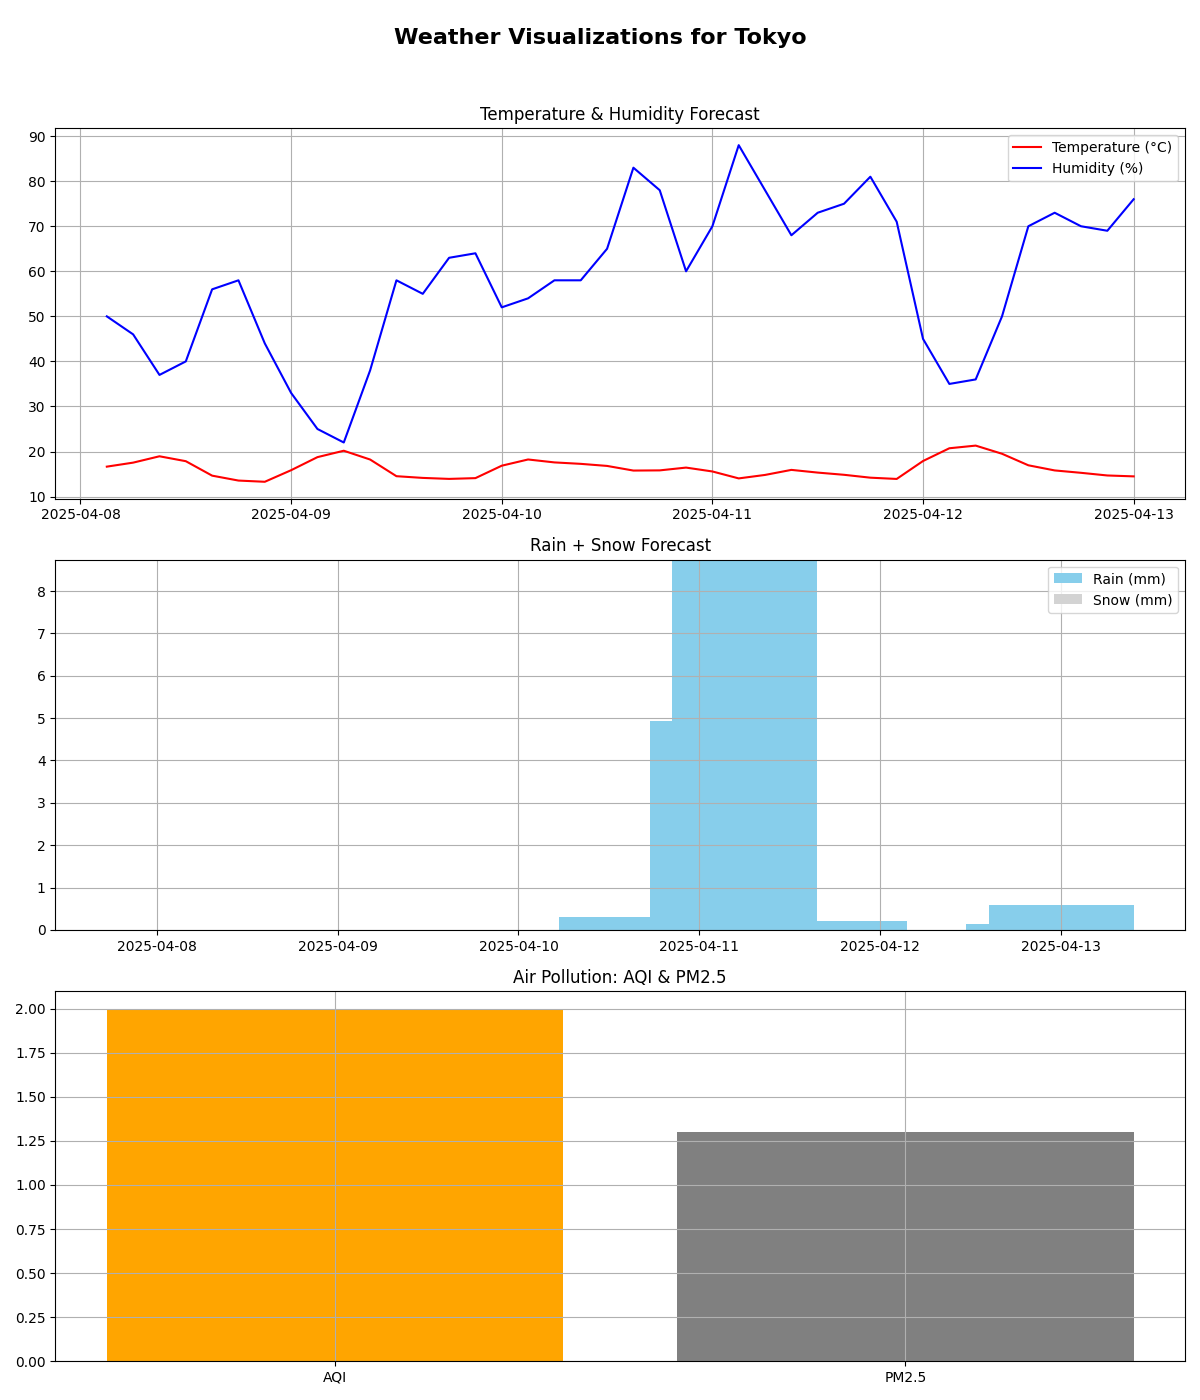 Weather Visualizations for Tokyo
Temperature & Humidity Forecast
90
80
70
60
50
40
30
20
10
Temperature (°C)
Humidity (%)
2025-04-08 2025-04-09 2025-04-10 2025-04-11 2025-04-12 2025-04-13
Rain + Snow Forecast
8
7
6
5
4
3
2
1
0
Rain (mm)
Snow (mm)
2025-04-08 2025-04-09 2025-04-10 2025-04-11 2025-04-12 2025-04-13
Air Pollution: AQI & PM2.5
2.00
1.75
1.50
1.25
1.00
0.75
0.50
0.25
0.00
AQI PM2.5